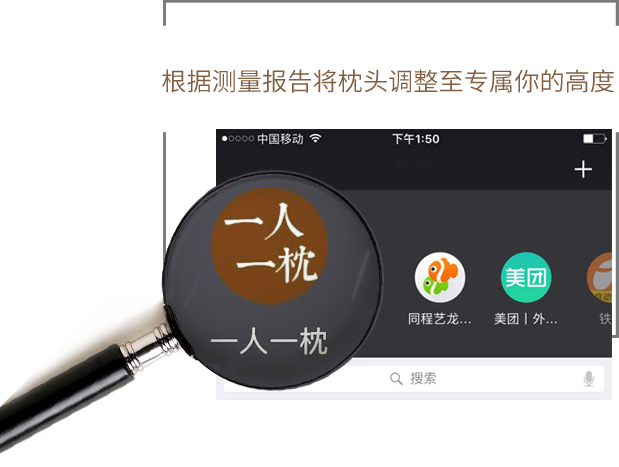 根据测量报告将枕头调整至专属你的高度
中国移动 下午1:50
一人
一枕
美团
一人一枕
同程艺龙...
美团丨外...
铁
搜索